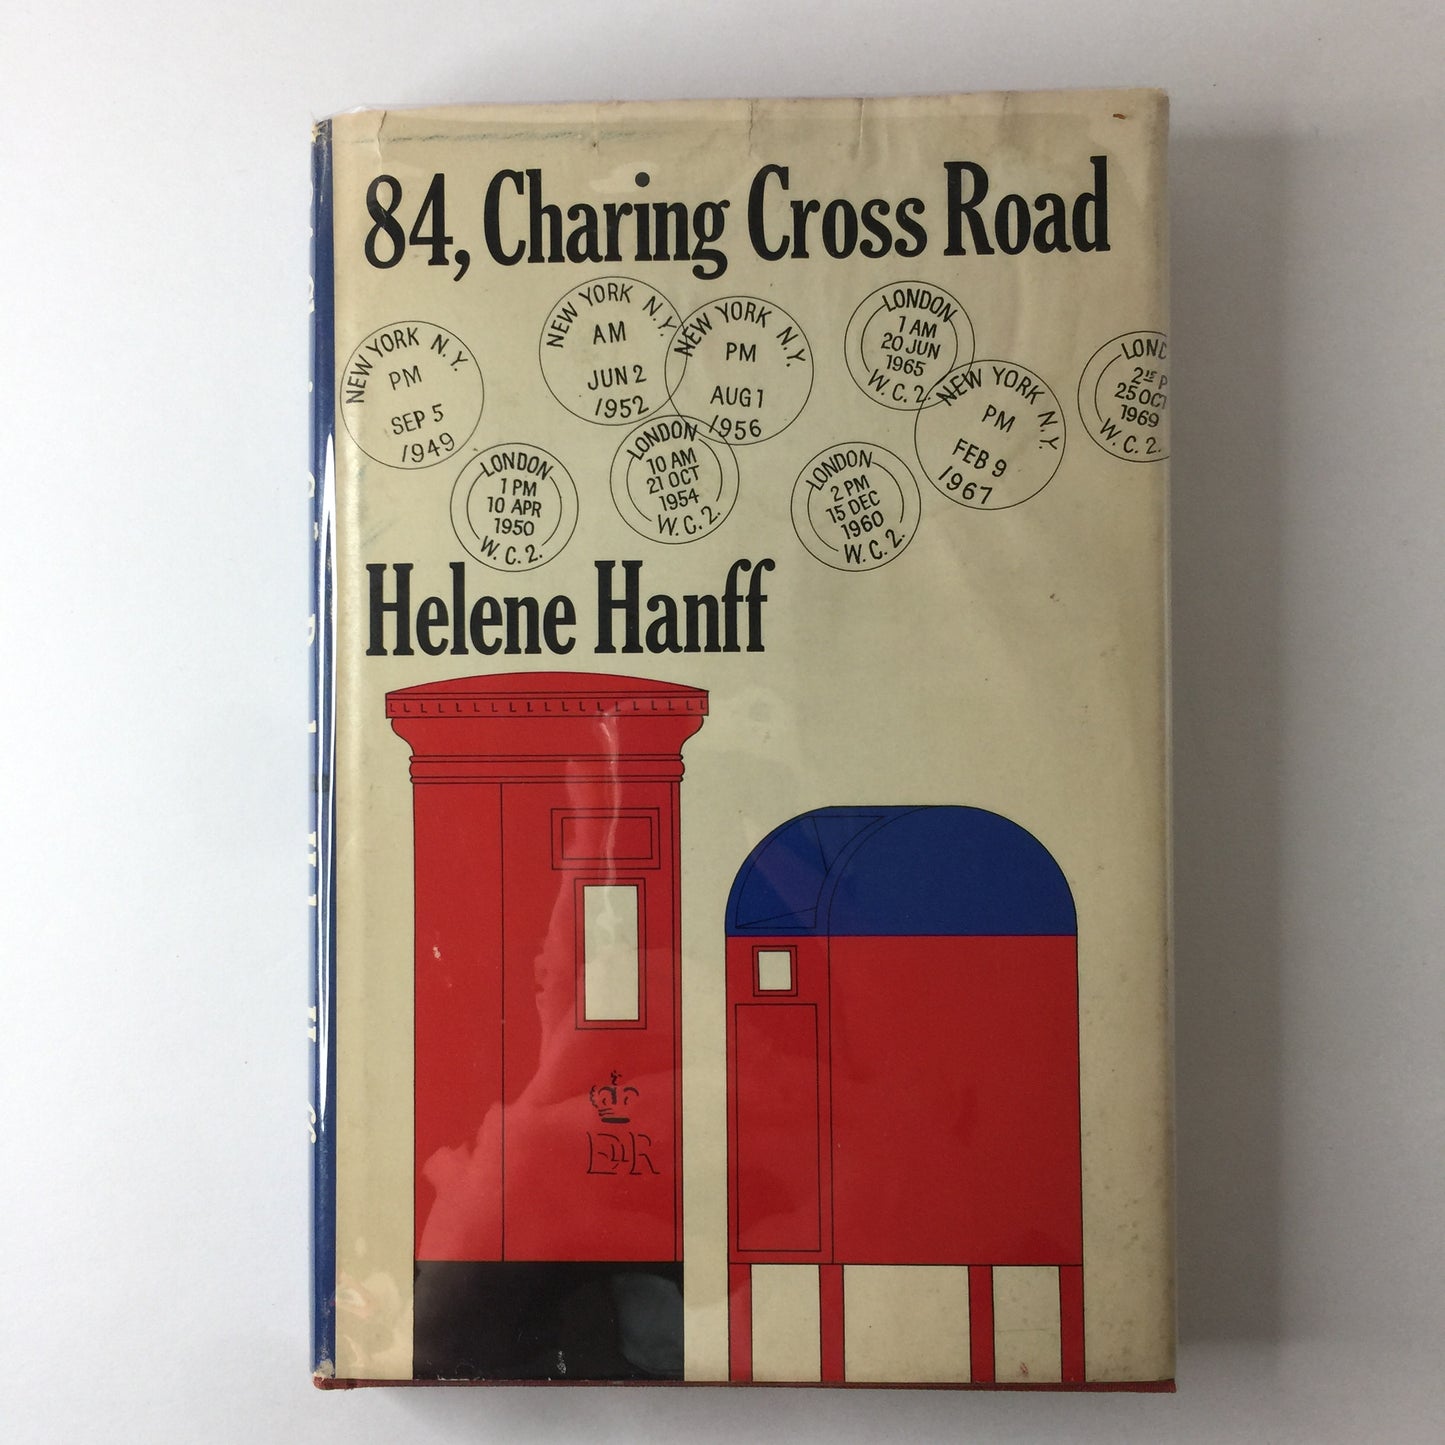 84, Charing Cross Road
NEW YORK N.Y.
PM
SEP 5
1949
NEW YORK N.Y.
AM
JUN 2
1952
NEW YORK N.Y.
PM
AUG 1
1956
LONDON
1 AM
20 JUN
1965
W.C.2.
NEW YORK N.Y.
PM
FEB 9
1967
LOND
2¹⁵ P
25 OCT
1969
W.C.2.
LONDON
1 PM
10 APR
1950
W.C.2.
LONDON
10 AM
21 OCT
1954
W.C.2.
LONDON
2 PM
15 DEC
1960
W.C.2.
Helene Hanff
EIIR